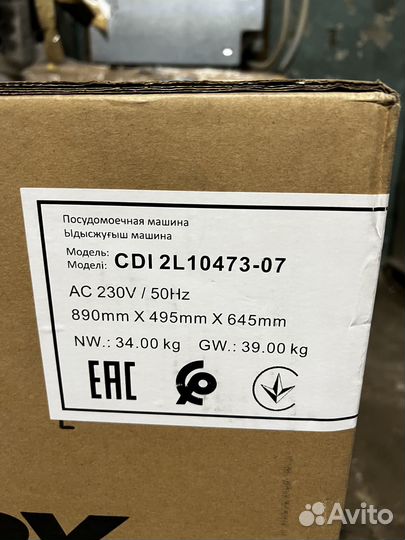 Посудомоечная машина
Ыдысжуғыш машина
Модель: CDI 2L10473-07
Моделі:
AC 230V / 50Hz
890mm X 495mm X 645mm
NW.: 34.00 kg GW.: 39.00 kg
EAC
Avito